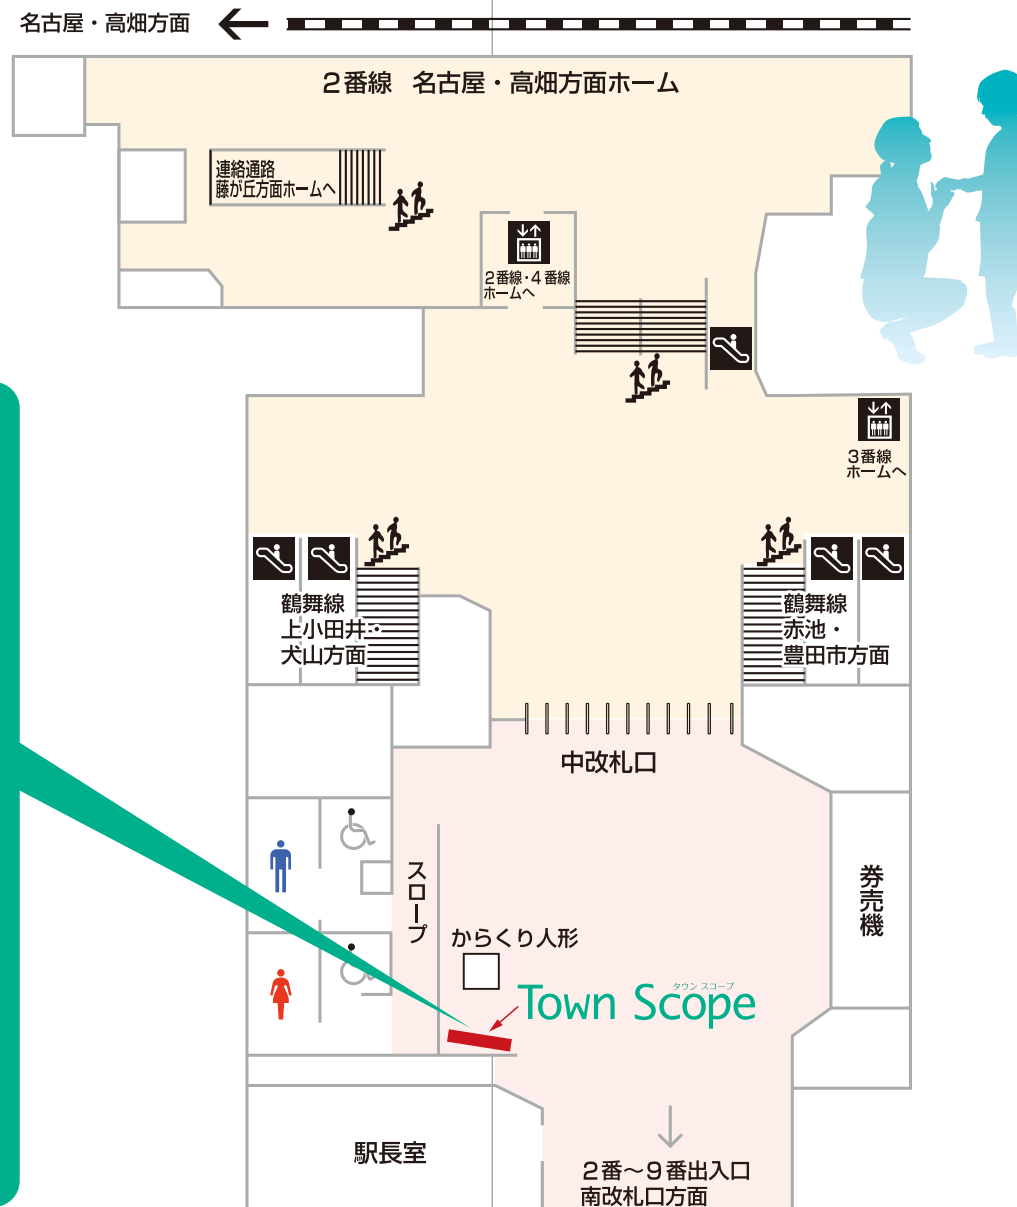 名古屋・高畑方面
2番線 名古屋・高畑方面ホーム
連絡通路
藤が丘方面ホームへ
2番線・4番線
ホームへ
3番線
ホームへ
鶴舞線
上小田井・
犬山方面
鶴舞線
赤池・
豊田市方面
中改札口
スロープ
券売機
からくり人形
タウン スコープ
Town Scope
駅長室
2番〜9番出入口
南改札口方面